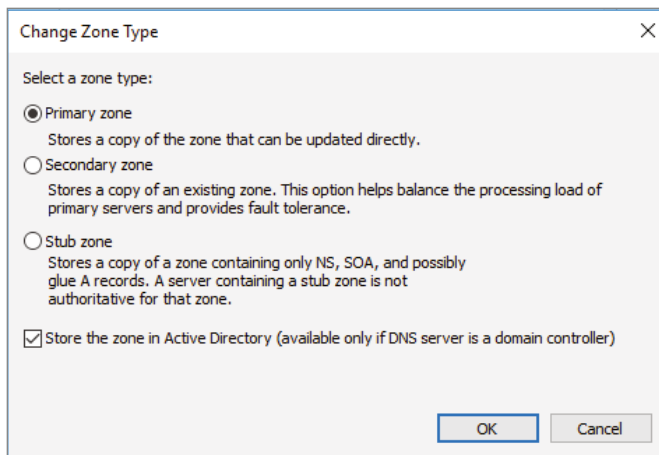 Change Zone Type
Select a zone type:
Primary zone
Stores a copy of the zone that can be updated directly.
Secondary zone
Stores a copy of an existing zone. This option helps balance the processing load of
primary servers and provides fault tolerance.
Stub zone
Stores a copy of a zone containing only NS, SOA, and possibly
glue A records. A server containing a stub zone is not
authoritative for that zone.
Store the zone in Active Directory (available only if DNS server is a domain controller)
OK Cancel